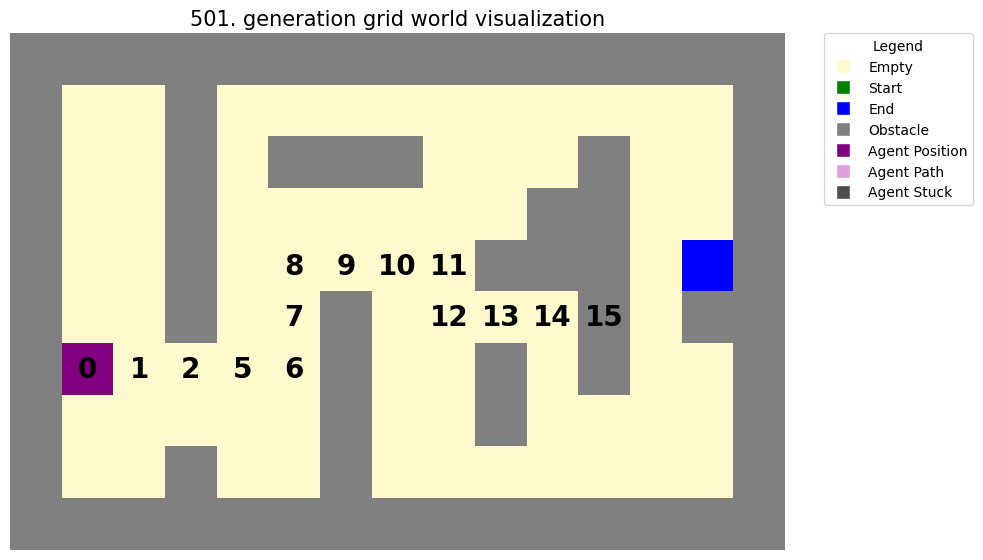 501. generation grid world visualization
Legend
Empty
Start
End
Obstacle
Agent Position
Agent Path
Agent Stuck
8 9 10 11
7 12 13 14 15
0 1 2 5 6